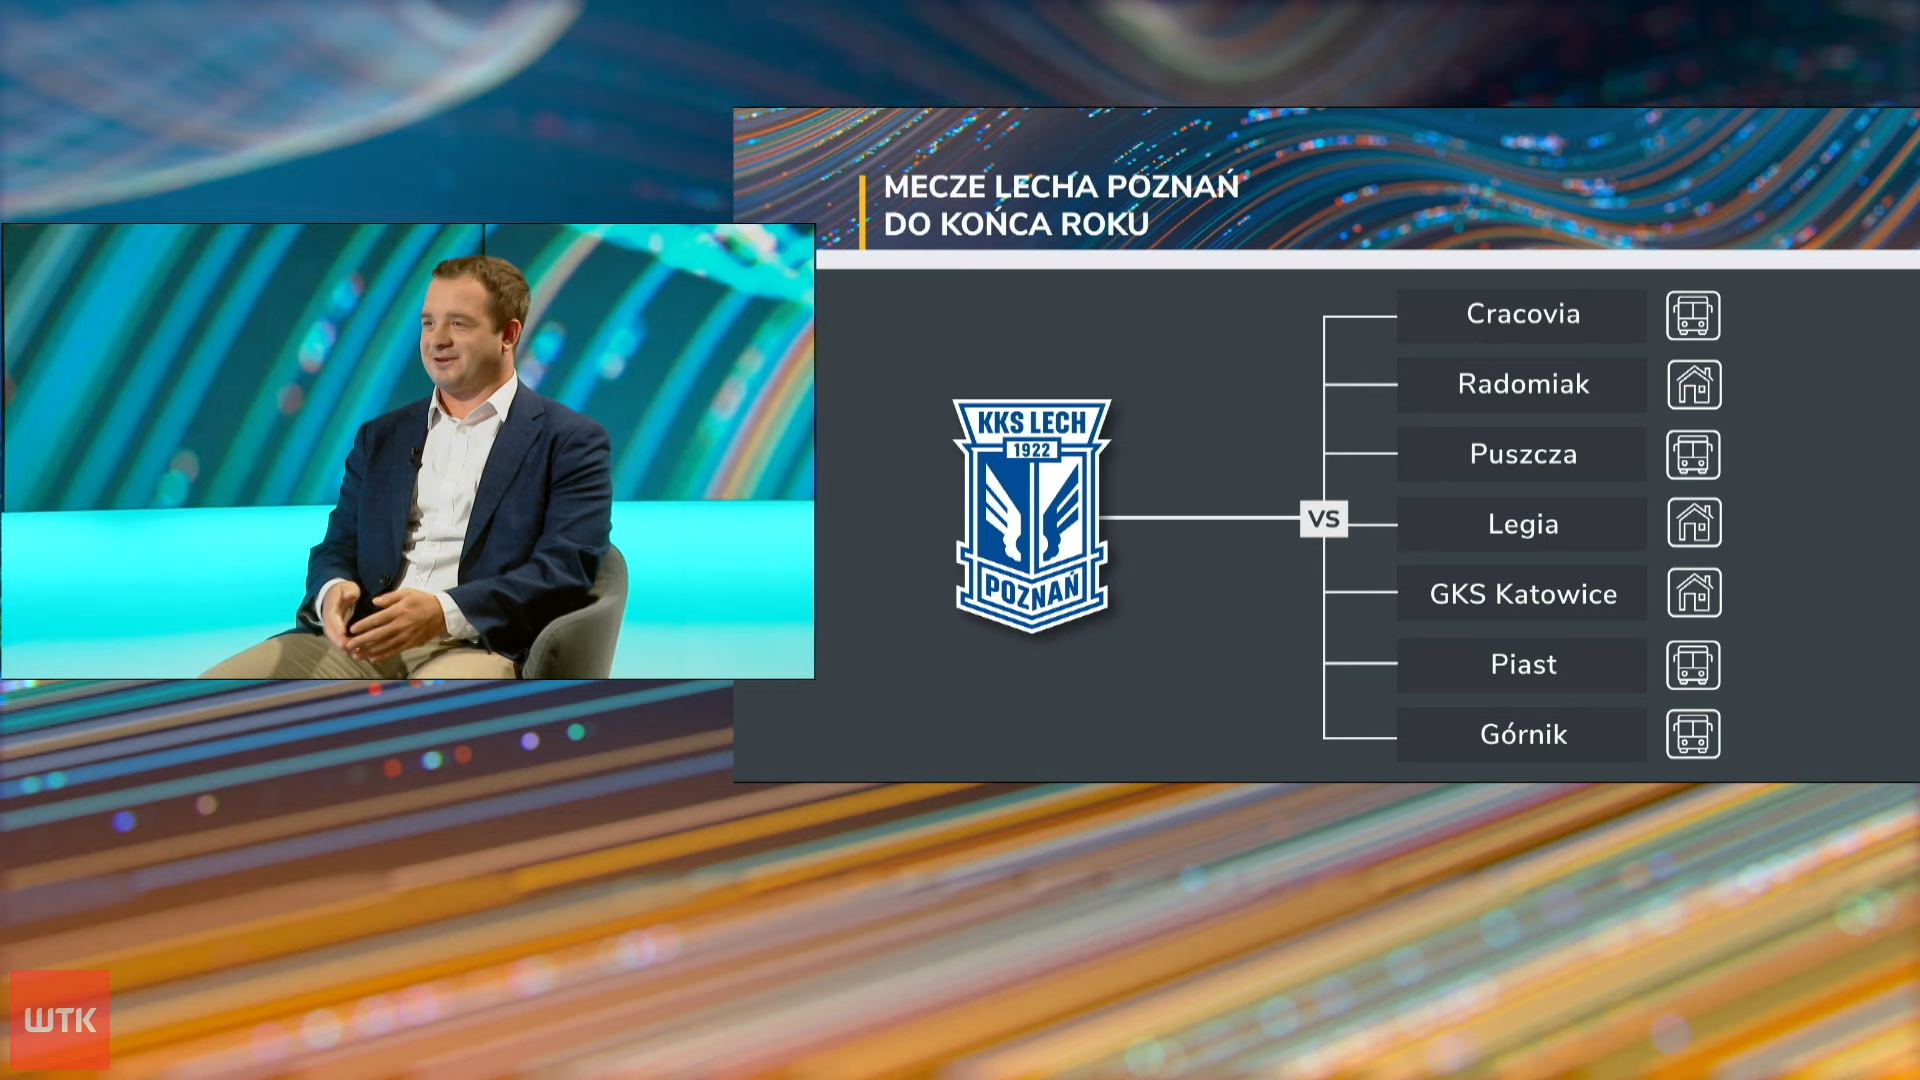 MECZE LECHA POZNAŃ
DO KOŃCA ROKU
KKS LECH
1922
POZNAŃ
VS
Cracovia
Radomiak
Puszcza
Legia
GKS Katowice
Piast
Górnik
WTK